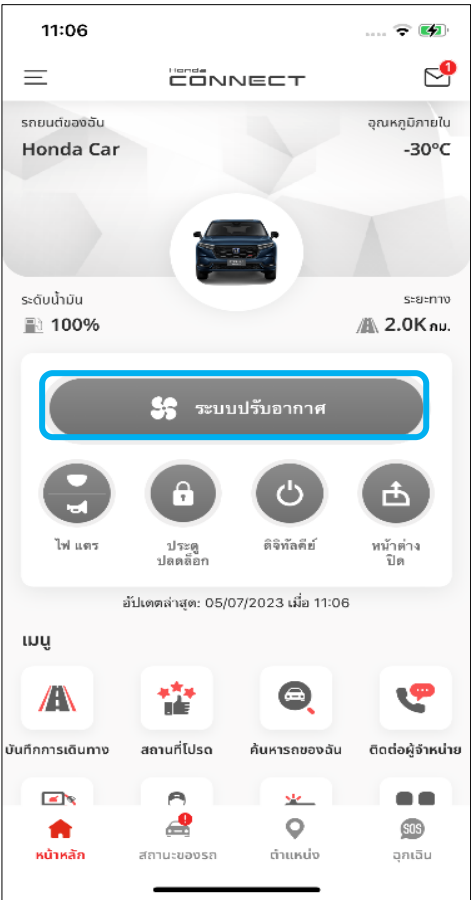 11:06
Honda
CONNECT
1
รถยนต์ของฉัน
อุณหภูมิภายใน
Honda Car
-30°C
ระดับน้ำมัน
ระยะทาง
100%
2.0K กม.
ระบบปรับอากาศ
ไฟ แตร
ประตู
ปลดล็อก
ดิจิทัลคีย์
หน้าต่าง
ปิด
อัปเดตล่าสุด: 05/07/2023 เมื่อ 11:06
เมนู
บันทึกการเดินทาง
สถานที่โปรด
ค้นหารถของฉัน
ติดต่อผู้จำหน่าย
SOS
หน้าหลัก
สถานะของรถ
ตำแหน่ง
ฉุกเฉิน